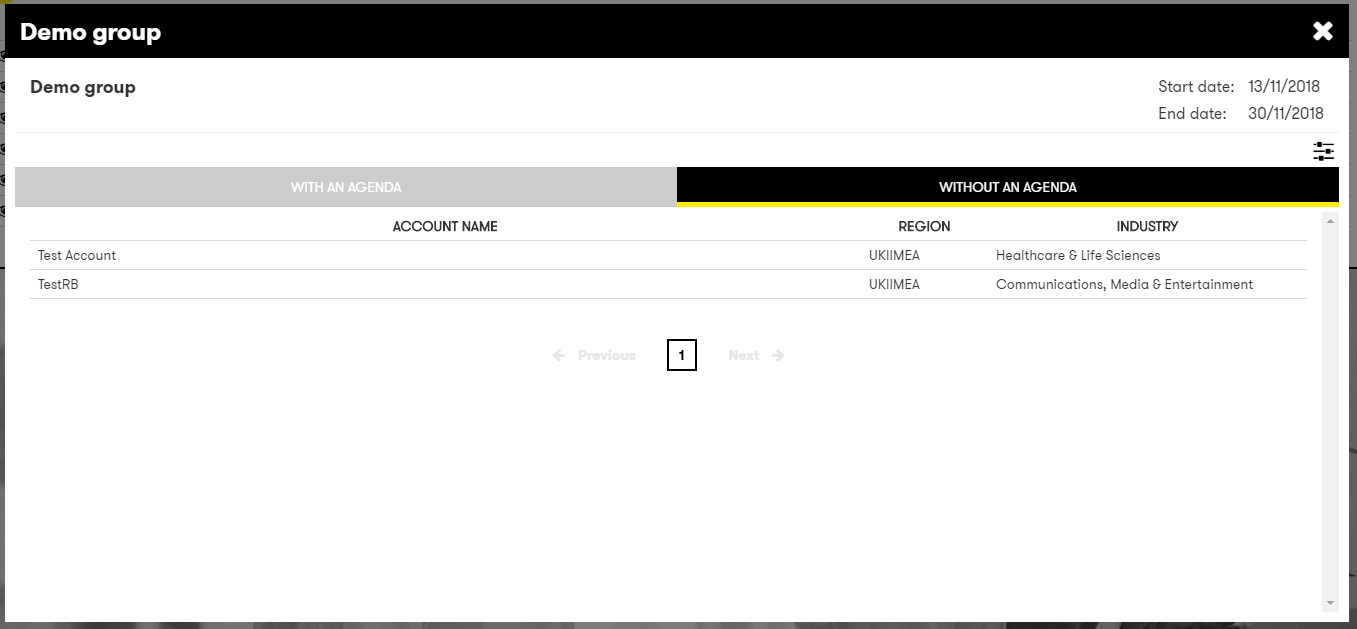 Demo group
Demo group
Start date: 13/11/2018
End date: 30/11/2018
WITH AN AGENDA WITHOUT AN AGENDA
ACCOUNT NAME REGION INDUSTRY
Test Account UKIIMEA Healthcare & Life Sciences
TestRB UKIIMEA Communications, Media & Entertainment
Previous 1 Next